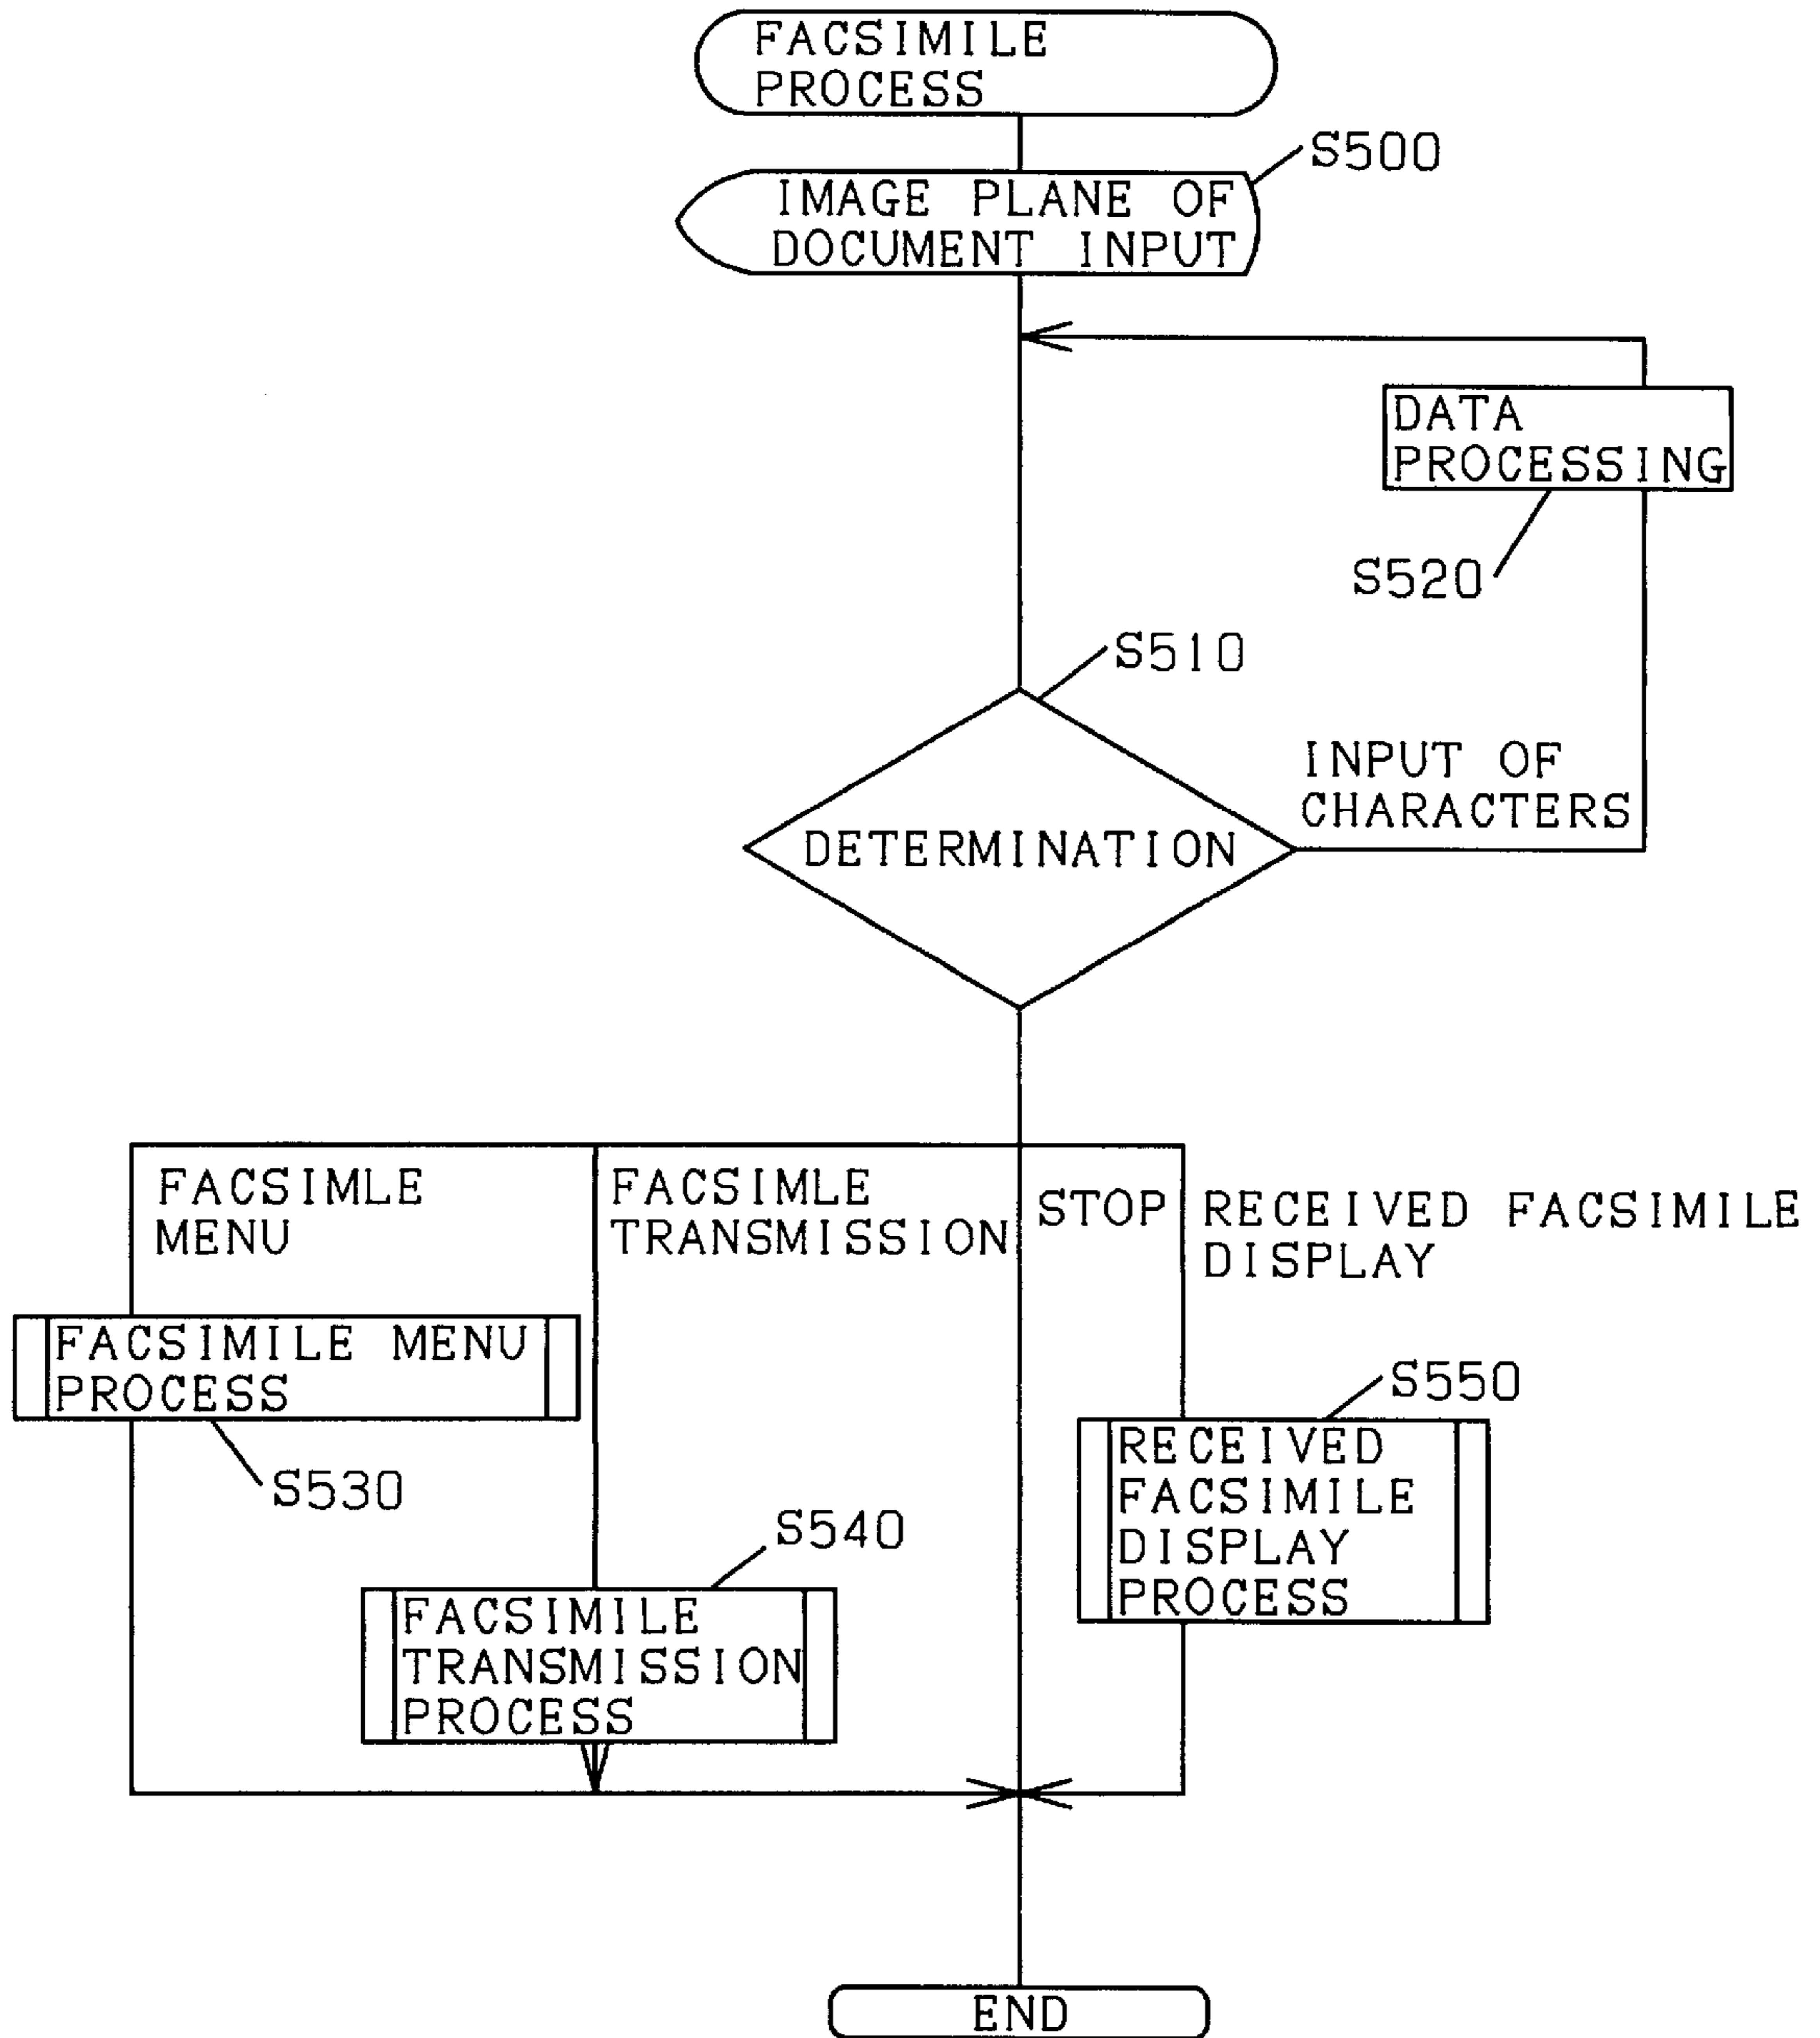 FACSIMILE
PROCESS
S500
IMAGE PLANE OF
DOCUMENT INPUT
DATA
PROCESSING
S520
S510
INPUT OF
CHARACTERS
DETERMINATION
FACSIMLE
MENU
FACSIMLE
TRANSMISSION
STOP
RECEIVED FACSIMILE
DISPLAY
FACSIMILE MENU
PROCESS
S530
S550
RECEIVED
FACSIMILE
DISPLAY
PROCESS
S540
FACSIMILE
TRANSMISSION
PROCESS
END